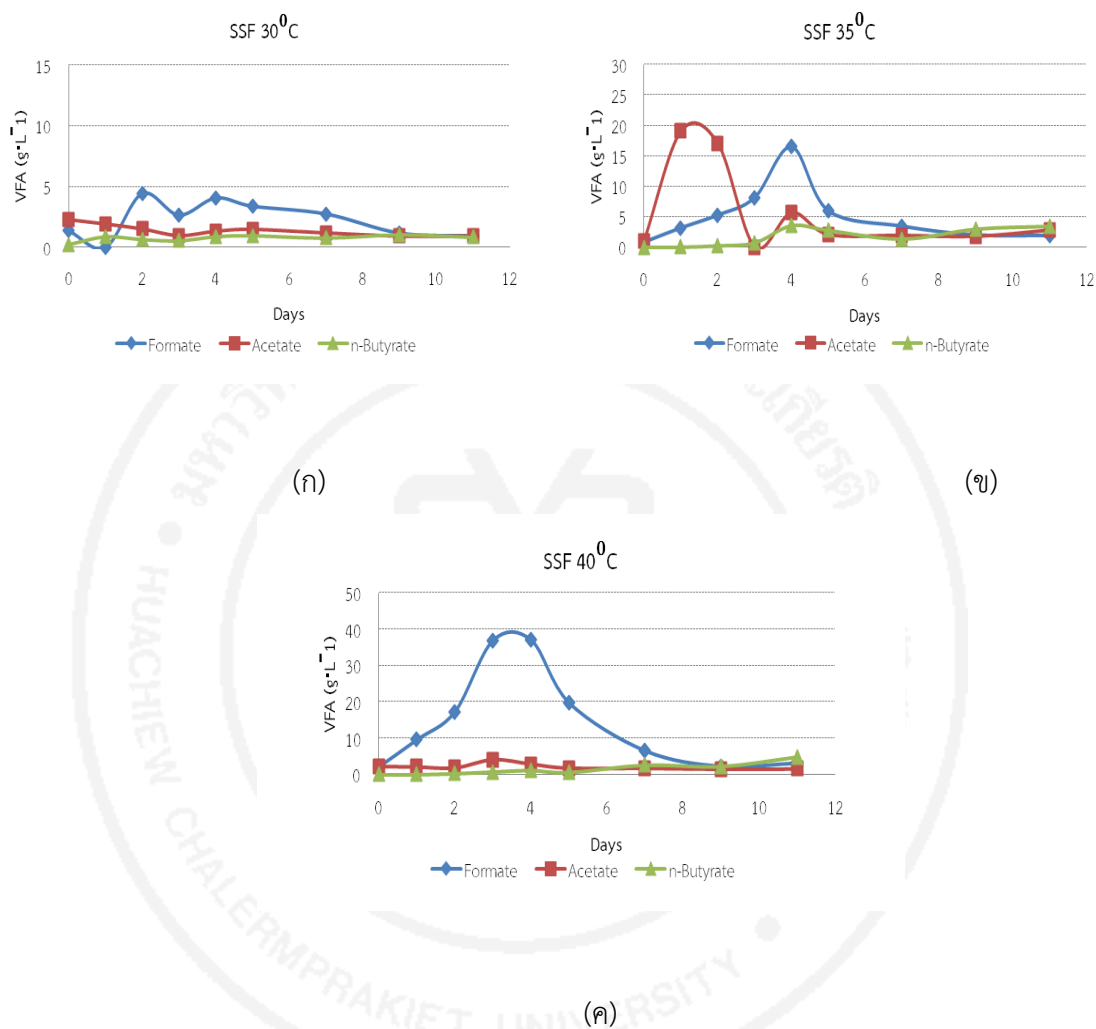 SSF 30⁰C
VFA (g·L‾1)
15
10
5
0
0 2 4 6 8 10 12
Days
Formate Acetate n-Butyrate
(ก)
SSF 35⁰C
VFA (g·L‾1)
30
25
20
15
10
5
0
0 2 4 6 8 10 12
Days
Formate Acetate n-Butyrate
(ข)
SSF 40⁰C
VFA (g·L‾1)
50
40
30
20
10
0
0 2 4 6 8 10 12
Days
Formate Acetate n-Butyrate
(ค)
HUACHIEW CHALERMPRAKIET UNIVERSITY